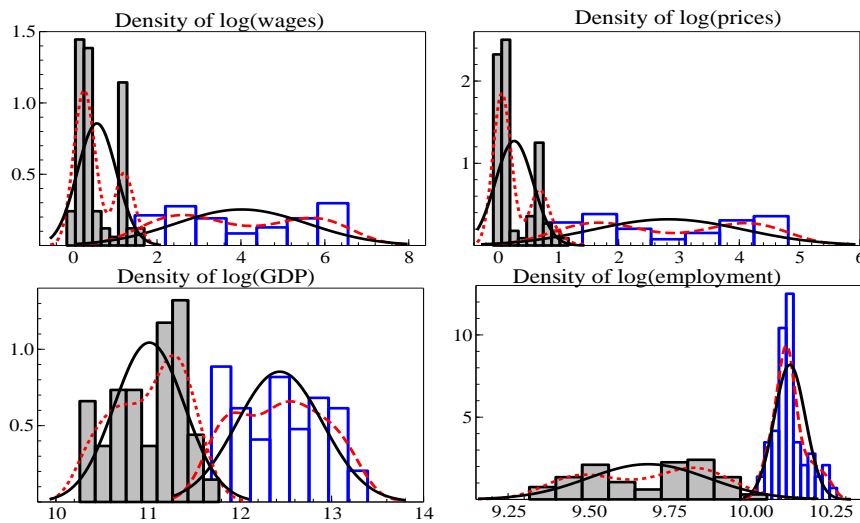 Density of log(wages)
1.5
1.0
0.5
0 2 4 6 8
Density of log(prices)
2
1
0 1 2 3 4 5 6
Density of log(GDP)
1.0
0.5
10 11 12 13 14
Density of log(employment)
10
5
9.25 9.50 9.75 10.00 10.25